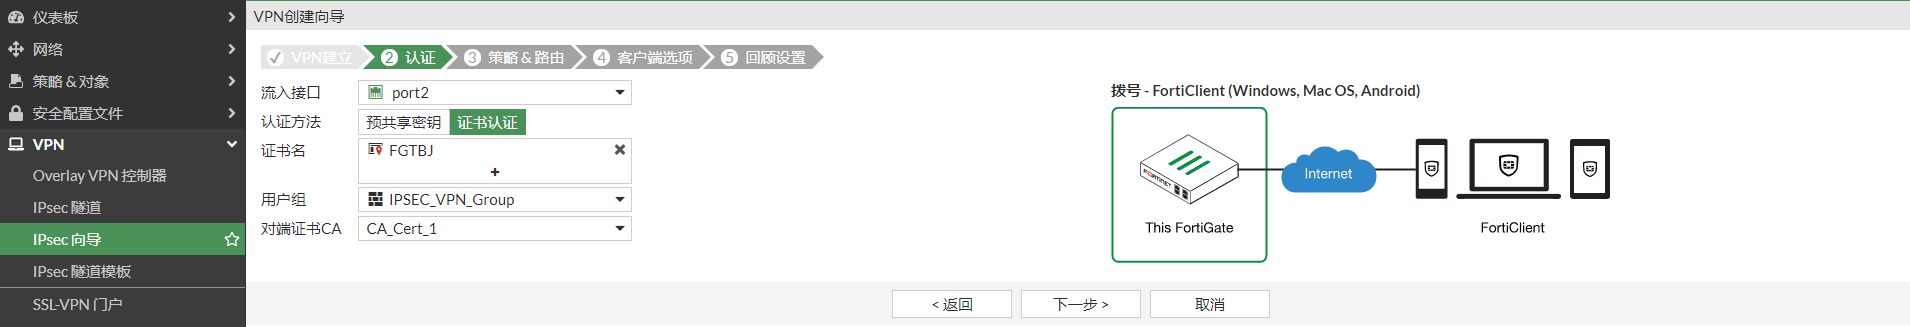 仪表板
网络
策略 & 对象
安全配置文件
VPN
Overlay VPN 控制器
IPsec 隧道
IPsec 向导
IPsec 隧道模板
SSL-VPN 门户
VPN创建向导
VPN建立
2 认证
3 策略 & 路由
4 客户端选项
5 回顾设置
流入接口 port2
认证方法 预共享密钥 证书认证
证书名 FGTBJ
+
用户组 IPSEC_VPN_Group
对端证书CA CA_Cert_1
拨号 - FortiClient (Windows, Mac OS, Android)
FORTINET
Internet
This FortiGate
FortiClient
< 返回
下一步 >
取消